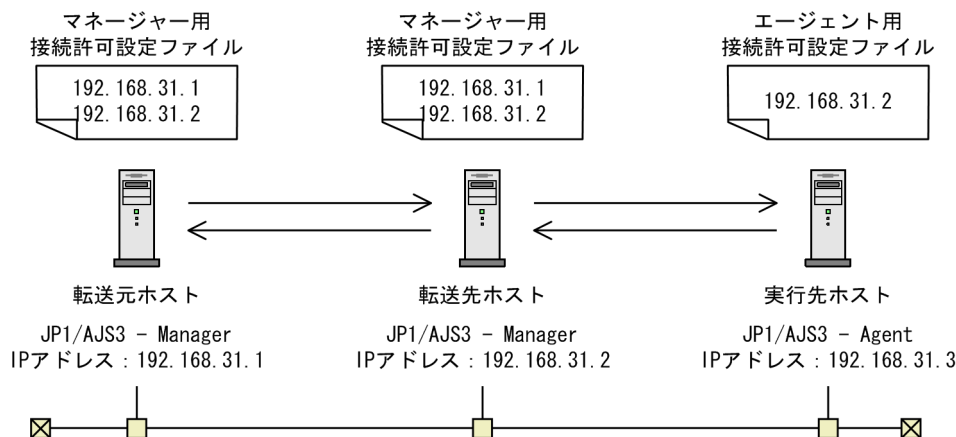 マネージャー用
接続許可設定ファイル
192.168.31.1
192.168.31.2
マネージャー用
接続許可設定ファイル
192.168.31.1
192.168.31.2
エージェント用
接続許可設定ファイル
192.168.31.2
転送元ホスト
JP1/AJS3 - Manager
IPアドレス:192.168.31.1
転送先ホスト
JP1/AJS3 - Manager
IPアドレス:192.168.31.2
実行先ホスト
JP1/AJS3 - Agent
IPアドレス:192.168.31.3